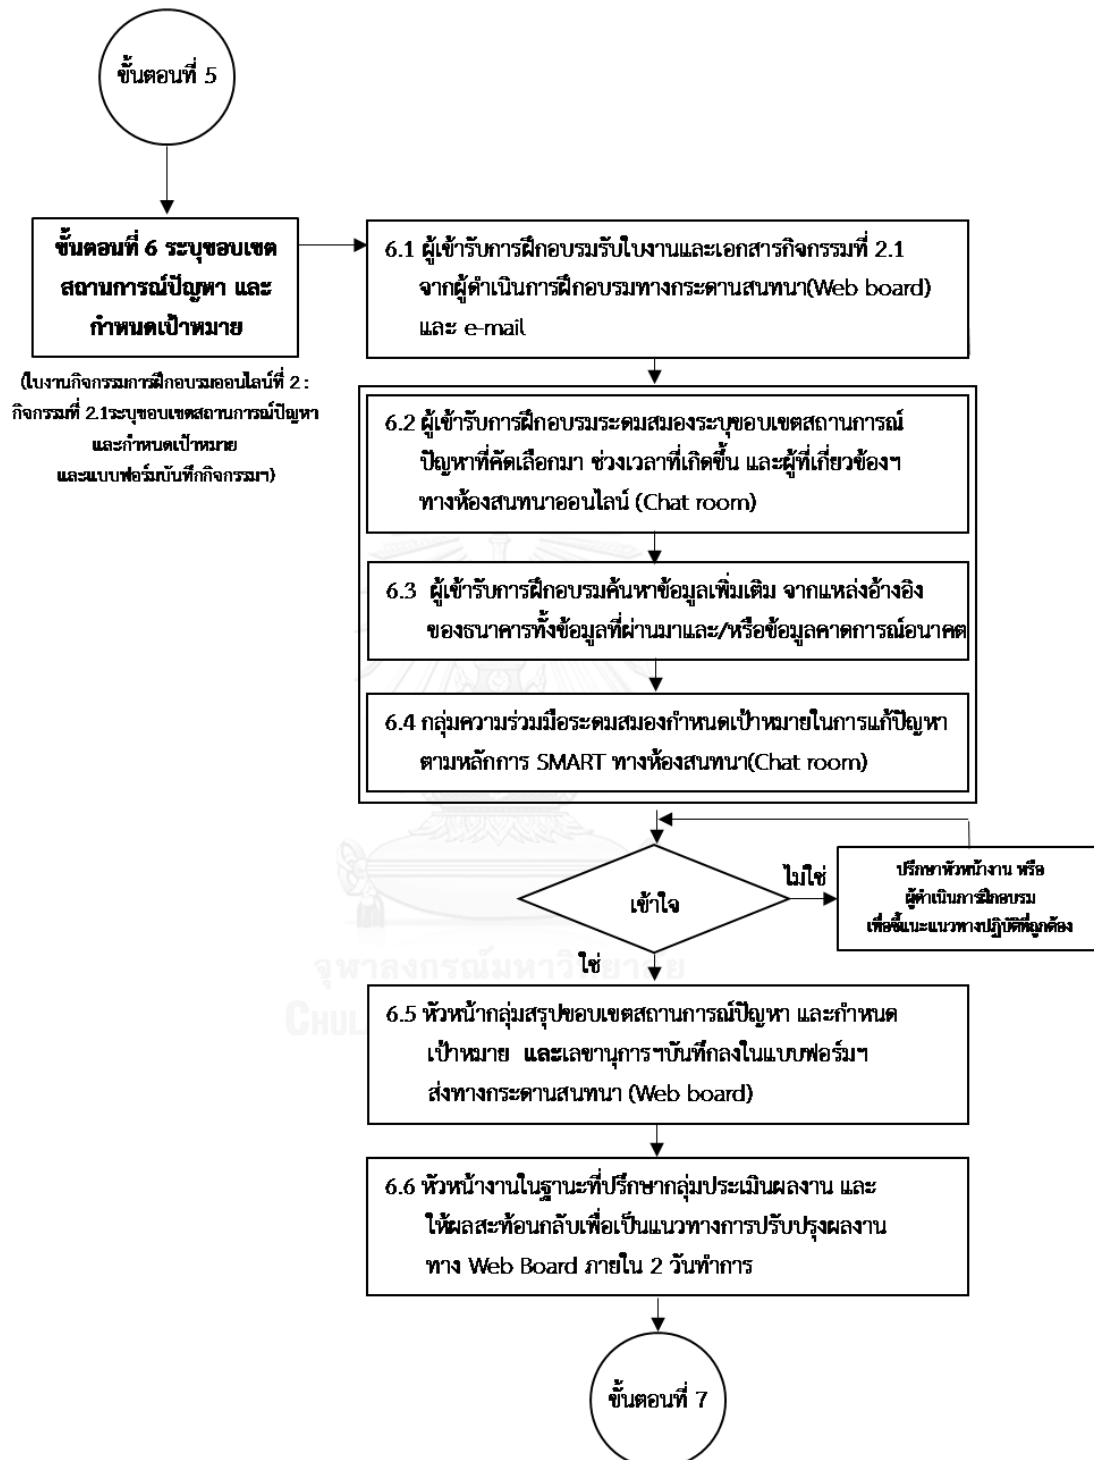 ขั้นตอนที่ 5
ขั้นตอนที่ 6 ระบุขอบเขต
สถานการณ์ปัญหา และ
กำหนดเป้าหมาย
(ใบงานกิจกรรมการฝึกอบรมออนไลน์ที่ 2 :
กิจกรรมที่ 2.1ระบุขอบเขตสถานการณ์ปัญหา
และกำหนดเป้าหมาย
และแบบฟอร์มบันทึกกิจกรรมฯ)
6.1 ผู้เข้ารับการฝึกอบรมรับใบงานและเอกสารกิจกรรมที่ 2.1
จากผู้ดำเนินการฝึกอบรมทางกระดานสนทนา(Web board)
และ e-mail
6.2 ผู้เข้ารับการฝึกอบรมระดมสมองระบุขอบเขตสถานการณ์
ปัญหาที่คัดเลือกมา ช่วงเวลาที่เกิดขึ้น และผู้ที่เกี่ยวข้องฯ
ทางห้องสนทนาออนไลน์ (Chat room)
6.3 ผู้เข้ารับการฝึกอบรมค้นหาข้อมูลเพิ่มเติม จากแหล่งอ้างอิง
ของธนาคารทั้งข้อมูลที่ผ่านมาและ/หรือข้อมูลคาดการณ์อนาคต
6.4 กลุ่มความร่วมมือระดมสมองกำหนดเป้าหมายในการแก้ปัญหา
ตามหลักการ SMART ทางห้องสนทนา(Chat room)
เข้าใจ
ไม่ใช่
ปรึกษาหัวหน้างาน หรือ
ผู้ดำเนินการฝึกอบรม
เพื่อชี้แนะแนวทางปฏิบัติที่ถูกต้อง
ใช่
จุฬาลงกรณ์มหาวิทยาลัย
CHUL
6.5 หัวหน้ากลุ่มสรุปขอบเขตสถานการณ์ปัญหา และกำหนด
เป้าหมาย และเลขานุการฯบันทึกลงในแบบฟอร์มฯ
ส่งทางกระดานสนทนา (Web board)
6.6 หัวหน้างานในฐานะที่ปรึกษากลุ่มประเมินผลงาน และ
ให้ผลสะท้อนกลับเพื่อเป็นแนวทางการปรับปรุงผลงาน
ทาง Web Board ภายใน 2 วันทำการ
ขั้นตอนที่ 7